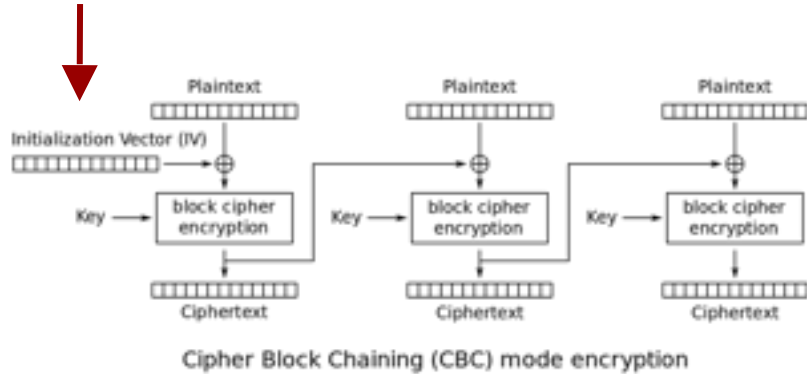 Plaintext
Plaintext
Plaintext
Initialization Vector (IV)
Key
block cipher
encryption
Key
block cipher
encryption
Key
block cipher
encryption
Ciphertext
Ciphertext
Ciphertext
Cipher Block Chaining (CBC) mode encryption